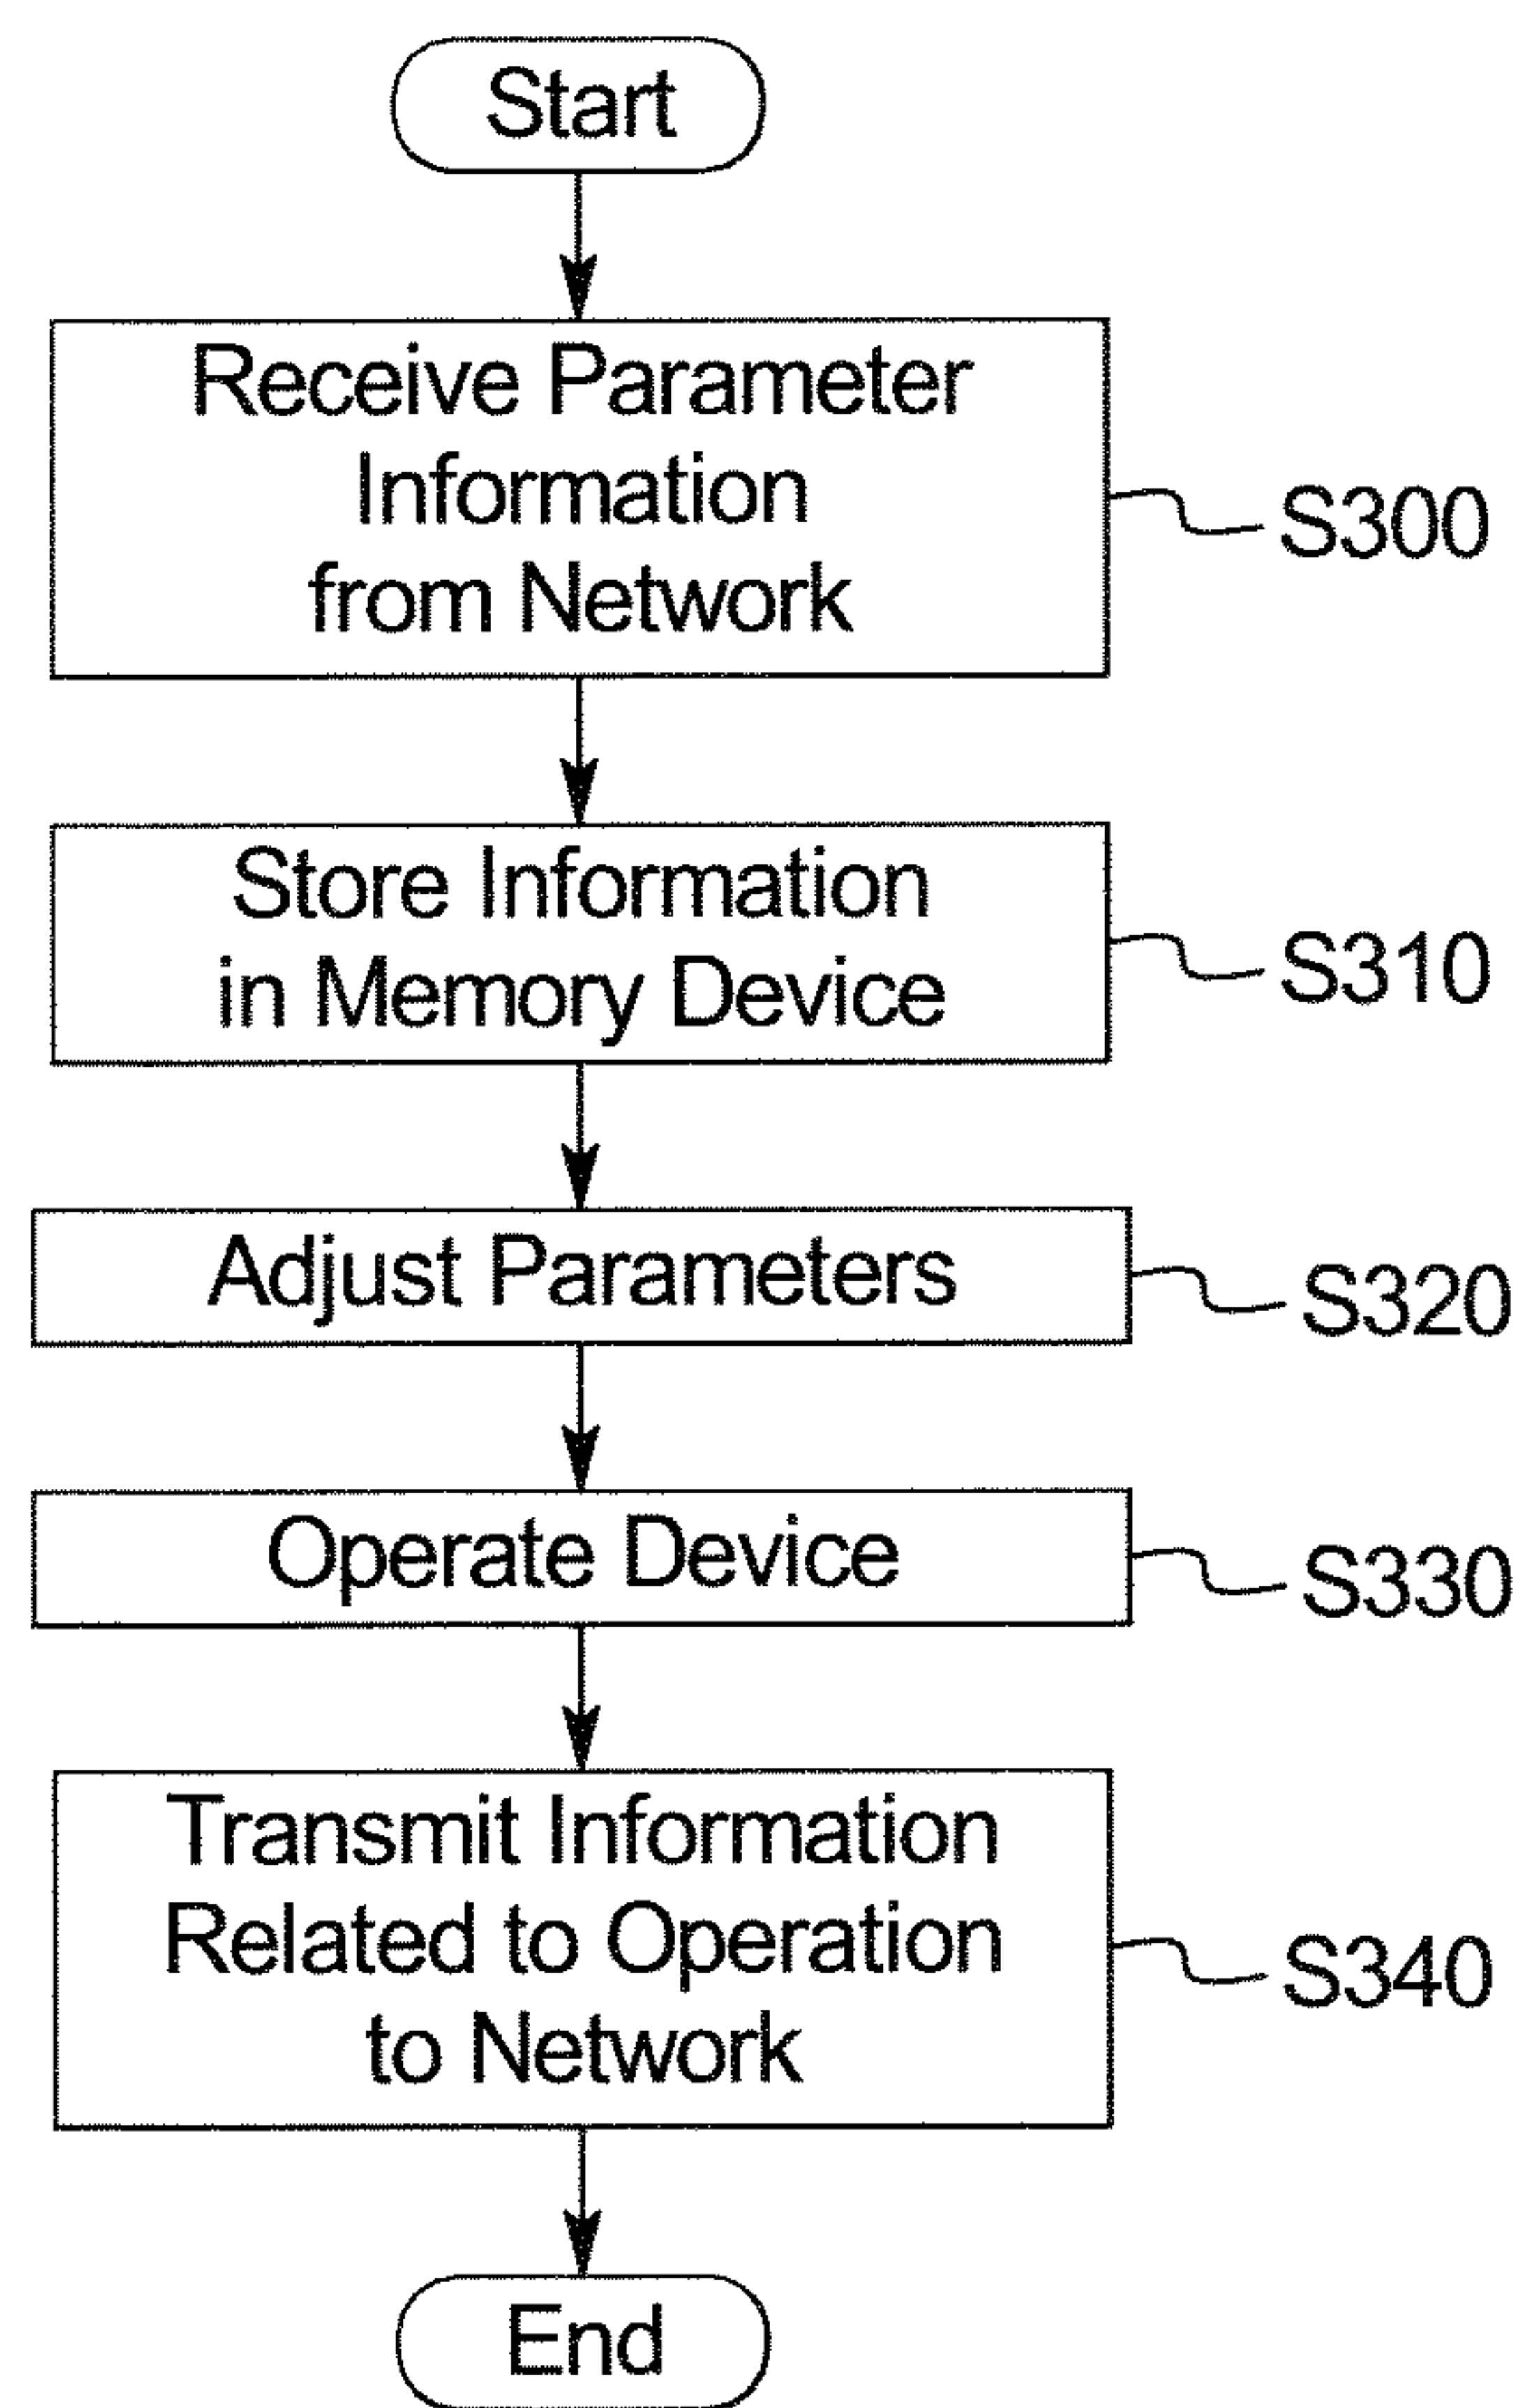 Start
Receive Parameter
Information
from Network
S300
Store Information
in Memory Device
S310
Adjust Parameters
S320
Operate Device
S330
Transmit Information
Related to Operation
to Network
S340
End